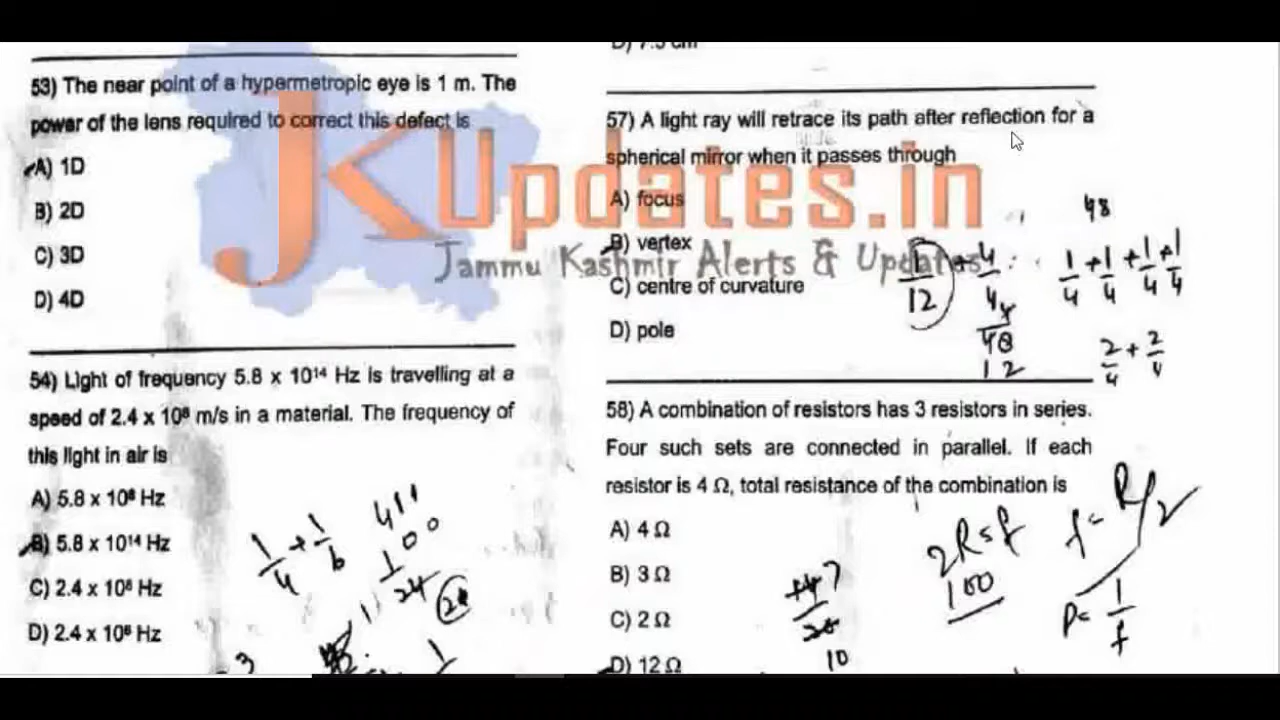 53) The near point of a hypermetropic eye is 1 m. The
power of the lens required to correct this defect is
A) 1D
B) 2D
C) 3D
D) 4D
54) Light of frequency 5.8 x 10¹⁴ Hz is travelling at a
speed of 2.4 x 10⁸ m/s in a material. The frequency of
this light in air is
A) 5.8 x 10⁸ Hz
B) 5.8 x 10¹⁴ Hz
C) 2.4 x 10⁸ Hz
D) 2.4 x 10⁶ Hz
1/4 + 1/6
57) A light ray will retrace its path after reflection for a
spherical mirror when it passes through
A) focus
B) vertex
C) centre of curvature
D) pole
48
1/4 + 1/4 + 1/4 + 1/4
2/4 + 2/4
58) A combination of resistors has 3 resistors in series.
Four such sets are connected in parallel. If each
resistor is 4 Ω, total resistance of the combination is
A) 4 Ω
B) 3 Ω
C) 2 Ω
D) 12 Ω
2R = f
100
f = R/2
P = 1/f
10
JKUpdates.in
Jammu Kashmir Alerts & Updates